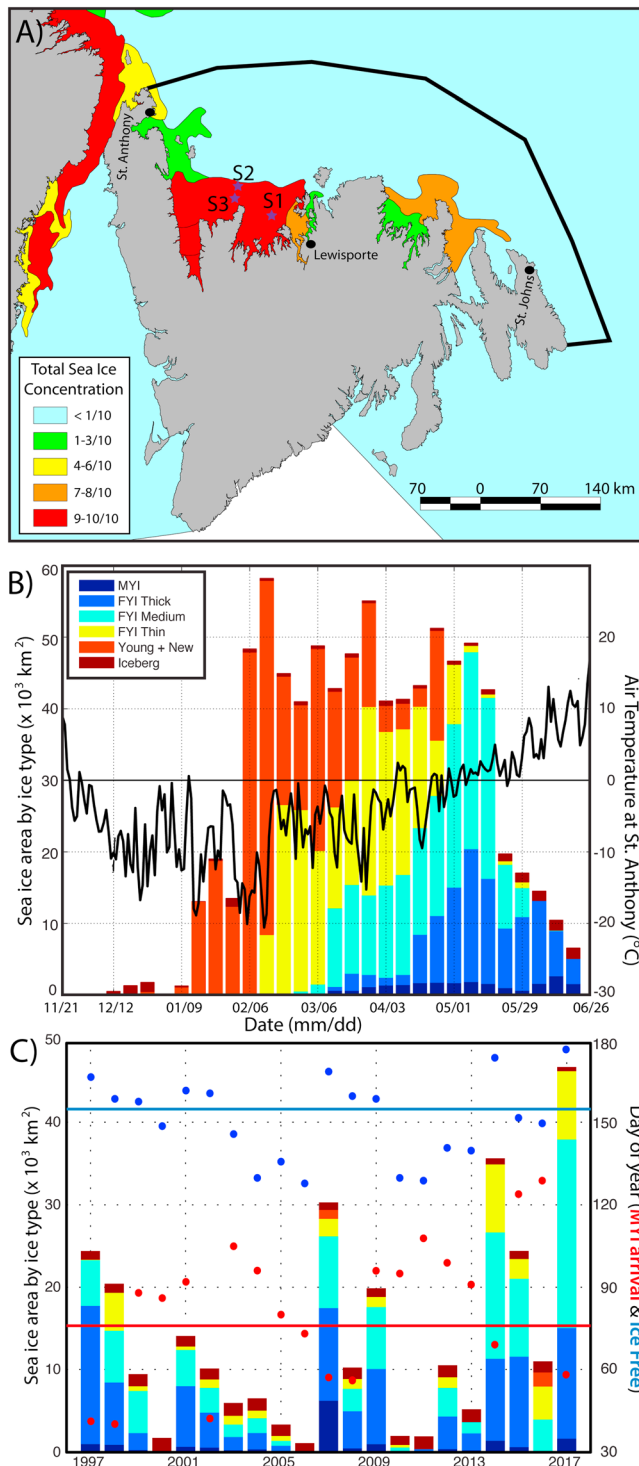 A)
St. Anthony
S2
S3
S1
Lewisporte
St. Johns
Total Sea Ice
Concentration
< 1/10
1-3/10
4-6/10
7-8/10
9-10/10
70 0 70 140 km
B)
MYI
FYI Thick
FYI Medium
FYI Thin
Young + New
Iceberg
Sea ice area by ice type (x 10³ km²)
60
50
40
30
20
10
0
Air Temperature at St. Anthony (°C)
20
10
0
-10
-20
-30
11/21 12/12 01/09 02/06 03/06 04/03 05/01 05/29 06/26
Date (mm/dd)
C)
Sea ice area by ice type (x 10³ km²)
50
40
30
20
10
0
Day of year (MYI arrival & Ice Free)
180
150
120
90
60
30
1997 2001 2005 2009 2013 2017